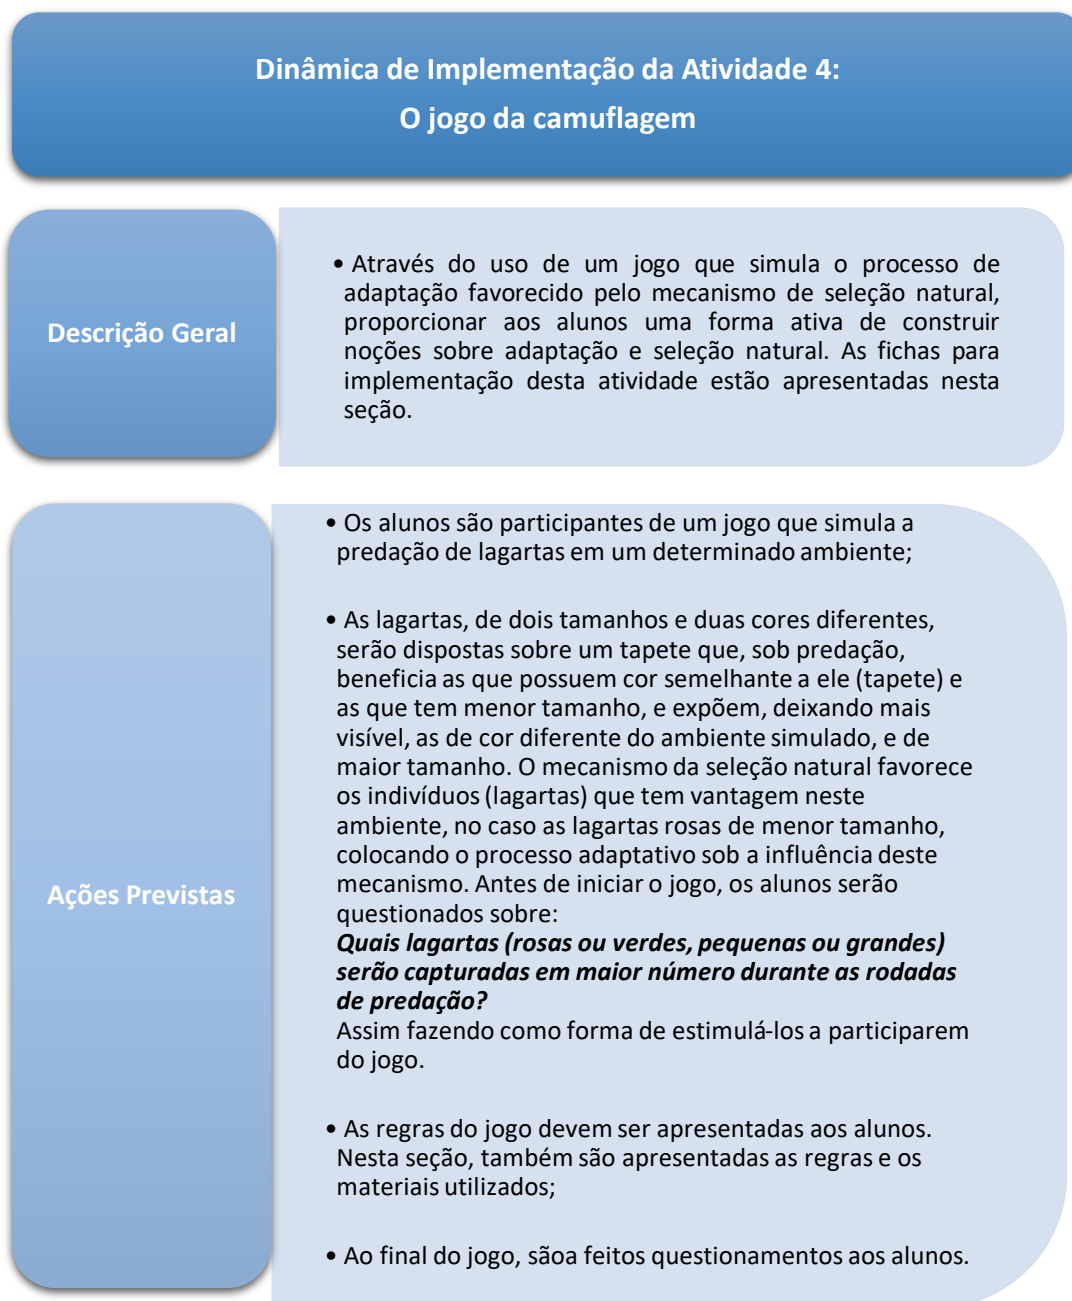 Dinâmica de Implementação da Atividade 4:
O jogo da camuflagem
Descrição Geral
• Através do uso de um jogo que simula o processo de
adaptação favorecido pelo mecanismo de seleção natural,
proporcionar aos alunos uma forma ativa de construir
noções sobre adaptação e seleção natural. As fichas para
implementação desta atividade estão apresentadas nesta
seção.
Ações Previstas
• Os alunos são participantes de um jogo que simula a
predação de lagartas em um determinado ambiente;
• As lagartas, de dois tamanhos e duas cores diferentes,
serão dispostas sobre um tapete que, sob predação,
beneficia as que possuem cor semelhante a ele (tapete) e
as que tem menor tamanho, e expõem, deixando mais
visível, as de cor diferente do ambiente simulado, e de
maior tamanho. O mecanismo da seleção natural favorece
os indivíduos (lagartas) que tem vantagem neste
ambiente, no caso as lagartas rosas de menor tamanho,
colocando o processo adaptativo sob a influência deste
mecanismo. Antes de iniciar o jogo, os alunos serão
questionados sobre:
Quais lagartas (rosas ou verdes, pequenas ou grandes)
serão capturadas em maior número durante as rodadas
de predação?
Assim fazendo como forma de estimulá-los a participarem
do jogo.
• As regras do jogo devem ser apresentadas aos alunos.
Nesta seção, também são apresentadas as regras e os
materiais utilizados;
• Ao final do jogo, sãoa feitos questionamentos aos alunos.